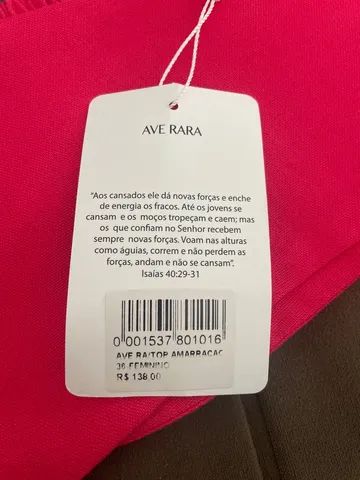 AVE RARA
"Aos cansados ele dá novas forças e enche
de energia os fracos. Até os jovens se
cansam e os moços tropeçam e caem; mas
os que confiam no Senhor recebem
sempre novas forças. Voam nas alturas
como águias, correm e não perdem as
forças, andam e não se cansam".
Isaías 40:29-31
0 001537 801016
AVE RA/TOP AMARRACAO
36-FEMININO
R$ 138,00